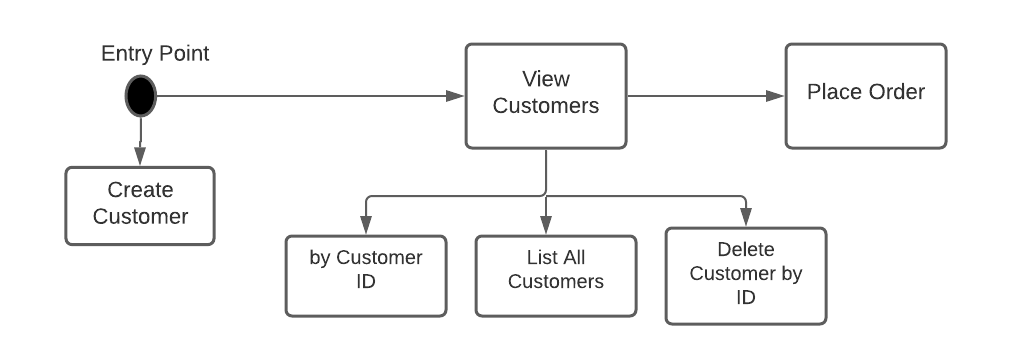 Entry Point
View
Customers
Place Order
Create
Customer
by Customer
ID
List All
Customers
Delete
Customer by
ID